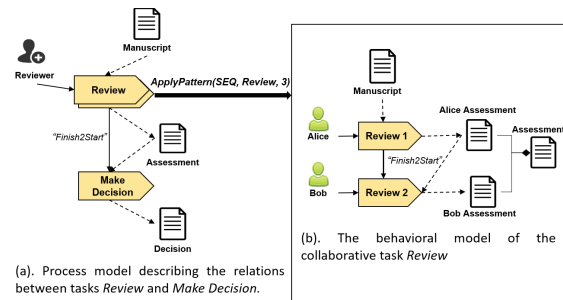 Manuscript
Reviewer
ApplyPattern(SEQ, Review, 3)
Review
"Finish2Start"
Assessment
Make
Decision
Decision
(a). Process model describing the relations
between tasks Review and Make Decision.
Manuscript
Alice Assessment
Assessment
Alice
Review 1
"Finish2Start"
Bob
Review 2
Bob Assessment
(b). The behavioral model of the
collaborative task Review